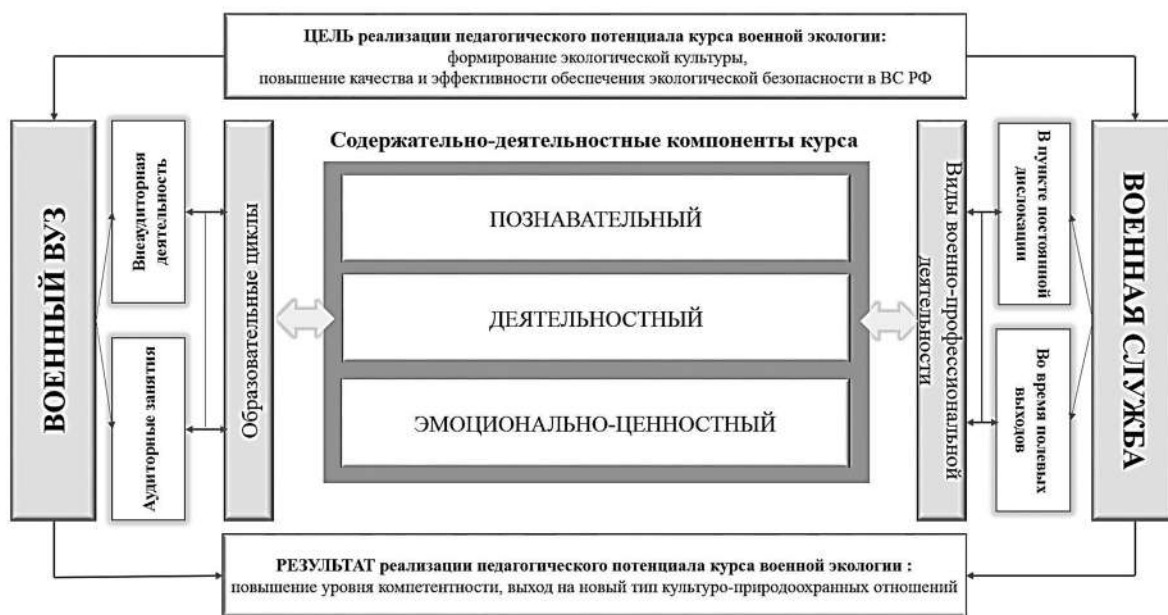 ЦЕЛЬ реализации педагогического потенциала курса военной экологии:
формирование экологической культуры,
повышение качества и эффективности обеспечения экологической безопасности в ВС РФ
ВОЕННЫЙ ВУЗ
Внеаудиторная
деятельность
Аудиторные занятия
Образовательные циклы
Содержательно-деятельностные компоненты курса
ПОЗНАВАТЕЛЬНЫЙ
ДЕЯТЕЛЬНОСТНЫЙ
ЭМОЦИОНАЛЬНО-ЦЕННОСТНЫЙ
Виды военно-профессиональной
деятельности
В пункте постоянной
дислокации
Во время полевых
выходов
ВОЕННАЯ СЛУЖБА
РЕЗУЛЬТАТ реализации педагогического потенциала курса военной экологии :
повышение уровня компетентности, выход на новый тип культуро-природоохранных отношений